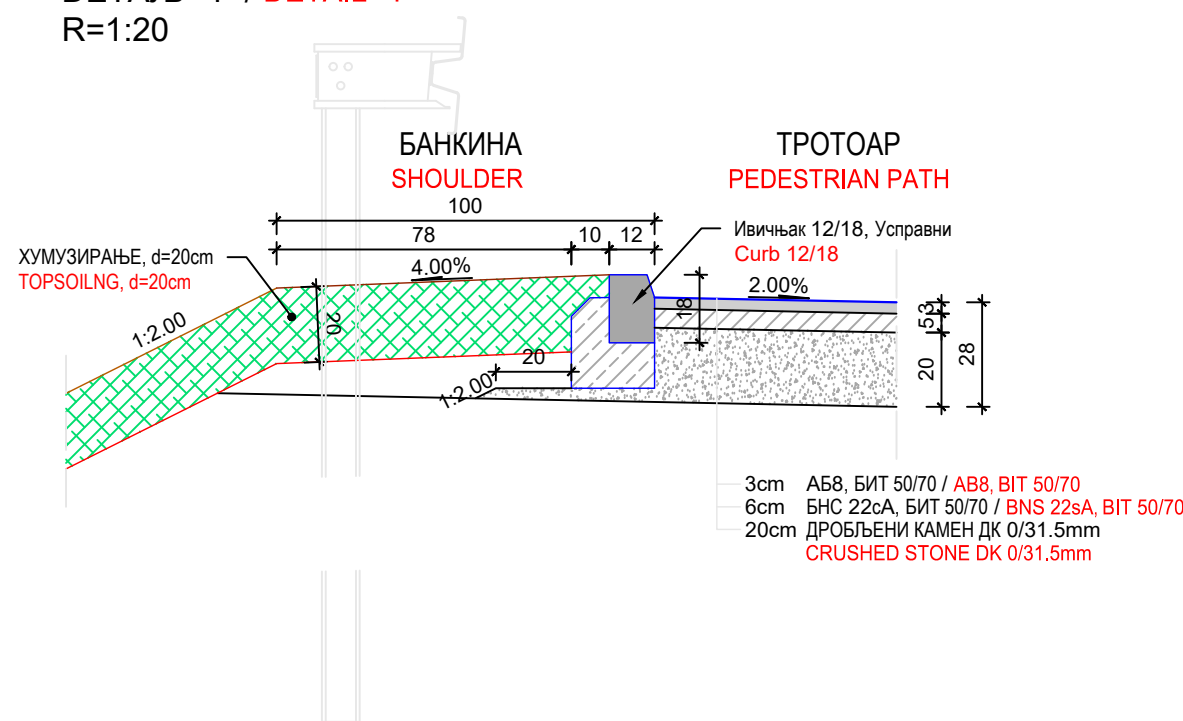 R=1:20
БАНКИНА
SHOULDER
ТРОТОАР
PEDESTRIAN PATH
100
78
10
12
Ивичњак 12/18, Усправни
Curb 12/18
ХУМУЗИРАЊЕ, d=20cm
TOPSOILNG, d=20cm
4.00%
2.00%
1:2.00
20
18
20
1:2.00
3
5
20
28
3cm АБ8, БИТ 50/70 / AB8, BIT 50/70
6cm БНС 22сА, БИТ 50/70 / BNS 22sA, BIT 50/70
20cm ДРОБЉЕНИ КАМЕН ДК 0/31.5mm
CRUSHED STONE DK 0/31,5mm